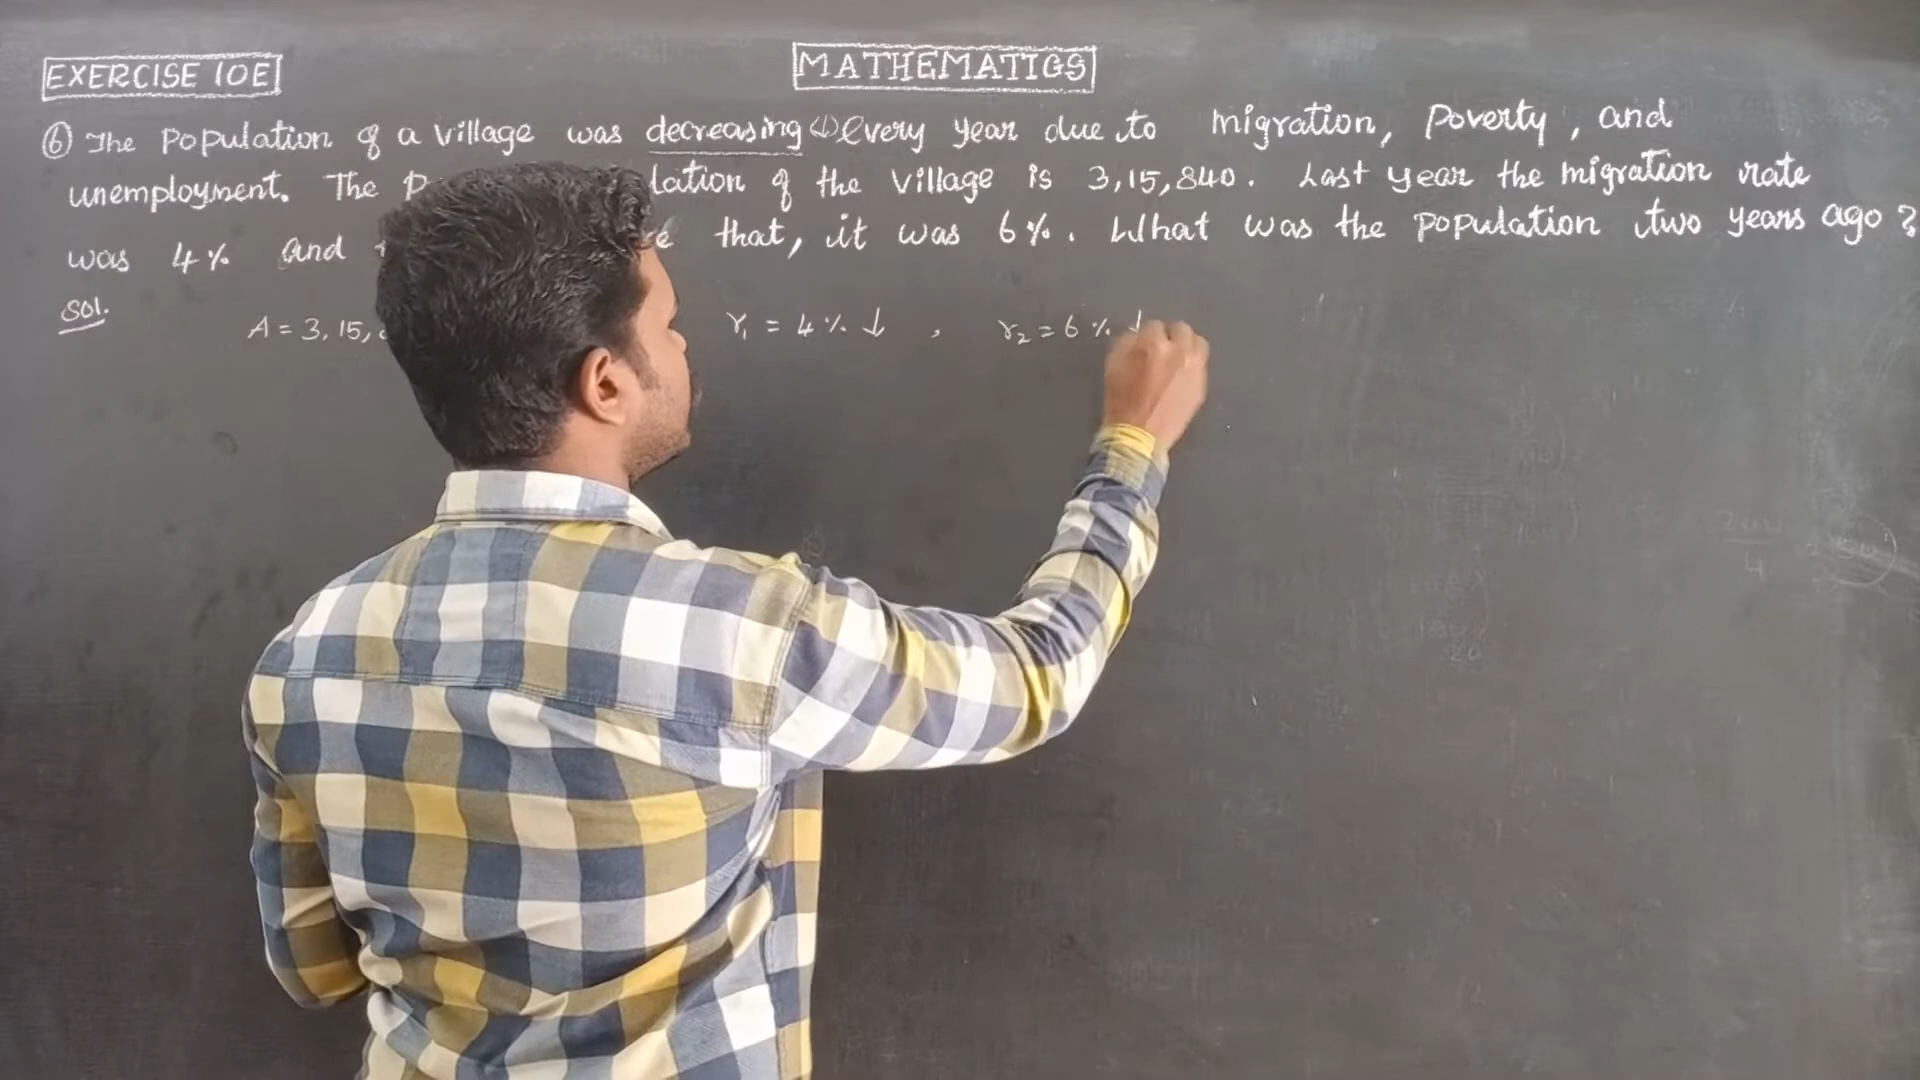 EXERCISE 10E
MATHEMATICS
⑥ The Population of a Village was decreasing (↓) Every Year due to migration, Poverty, and
unemployment. The lation of the Village is 3,15,840. Last year the migration rate
was 4% and that, it was 6%. What was the population two years ago?
Sol.
A = 3,15, r₁ = 4% ↓ , r₂ = 6% ↓